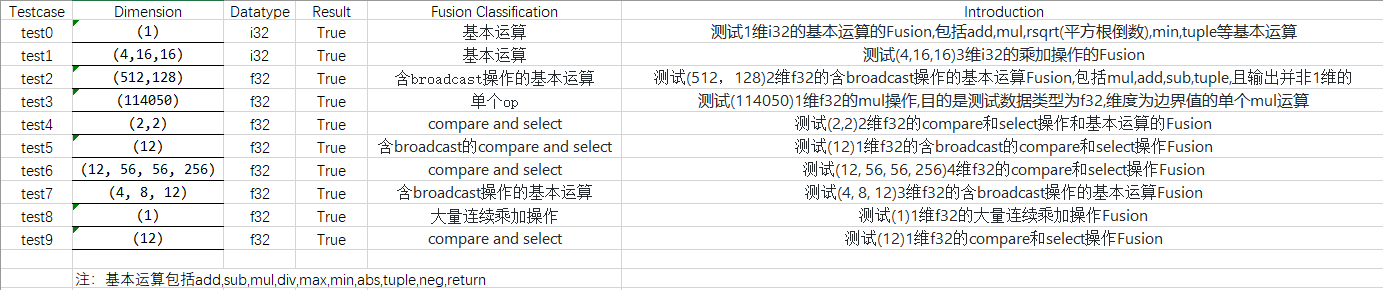 Testcase Dimension Datatype Result Fusion Classification Introduction
test0 (1) i32 True 基本运算 测试1维i32的基本运算的Fusion,包括add,mul,rsqrt(平方根倒数),min,tuple等基本运算
test1 (4,16,16) i32 True 基本运算 测试(4,16,16)3维i32的乘加操作的Fusion
test2 (512,128) f32 True 含broadcast操作的基本运算 测试(512，128)2维f32的含broadcast操作的基本运算Fusion,包括mul,add,sub,tuple,且输出并非1维的
test3 (114050) f32 True 单个op 测试(114050)1维f32的mul操作,目的是测试数据类型为f32,维度为边界值的单个mul运算
test4 (2,2) f32 True compare and select 测试(2,2)2维f32的compare和select操作和基本运算的Fusion
test5 (12) f32 True 含broadcast的compare and select 测试(12)1维f32的含broadcast的compare和select操作Fusion
test6 (12, 56, 56, 256) f32 True compare and select 测试(12, 56, 56, 256)4维f32的compare和select操作Fusion
test7 (4, 8, 12) f32 True 含broadcast操作的基本运算 测试(4, 8, 12)3维f32的含broadcast操作的基本运算Fusion
test8 (1) f32 True 大量连续乘加操作 测试(1)1维f32的大量连续乘加操作Fusion
test9 (12) f32 True compare and select 测试(12)1维f32的compare和select操作Fusion
注：基本运算包括add,sub,mul,div,max,min,abs,tuple,neg,return